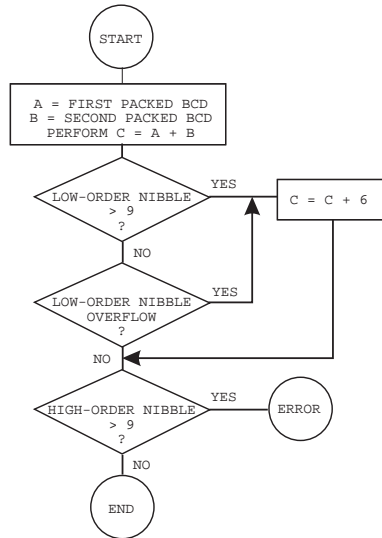 START
A = FIRST PACKED BCD
B = SECOND PACKED BCD
PERFORM C = A + B
LOW-ORDER NIBBLE
> 9
?
YES
C = C + 6
NO
LOW-ORDER NIBBLE
OVERFLOW
?
YES
NO
HIGH-ORDER NIBBLE
> 9
?
YES
ERROR
NO
END